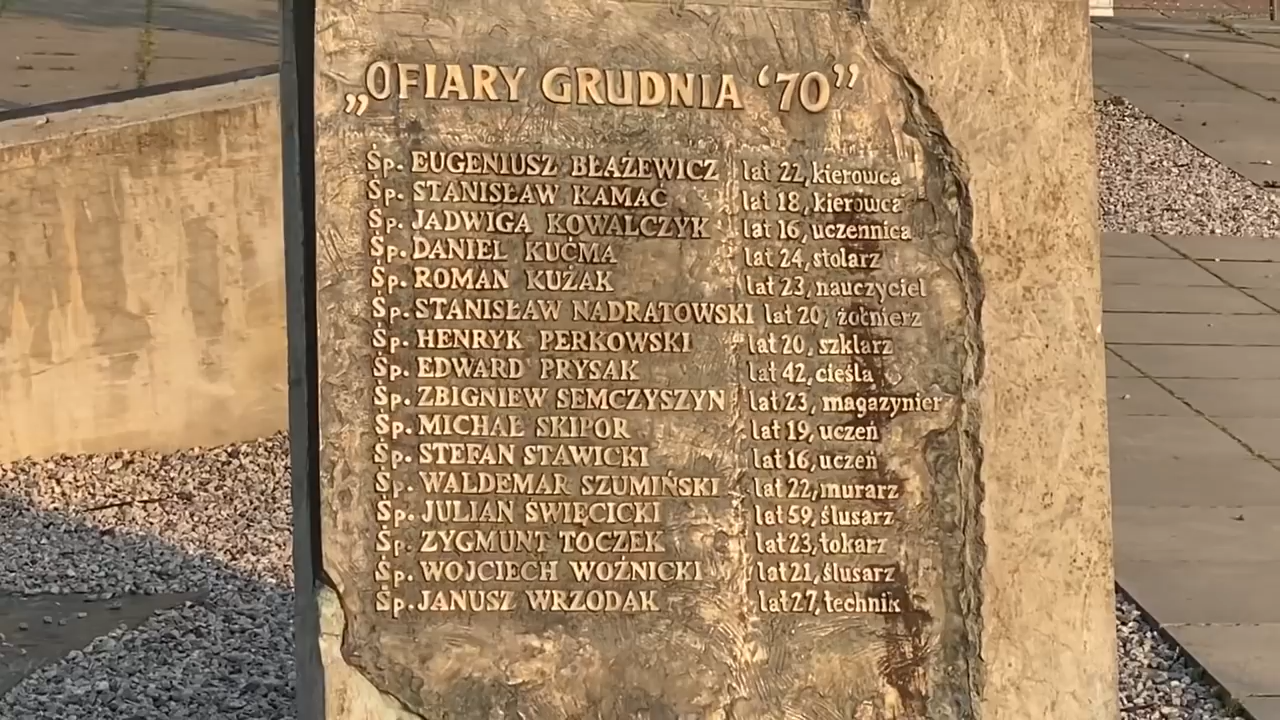 „OFIARY GRUDNIA ‘70”
Śp. EUGENIUSZ BŁAŻEWICZ lat 22, kierowca
Śp. STANISŁAW KAMAĆ lat 18, kierowca
Śp. JADWIGA KOWALCZYK lat 16, uczennica
Śp. DANIEL KUĆMA lat 24, stolarz
Śp. ROMAN KUŻAK lat 23, nauczyciel
Śp. STANISŁAW NADRATOWSKI lat 20, żołnierz
Śp. HENRYK PERKOWSKI lat 20, szklarz
Śp. EDWARD PRYSAK lat 42, cieśla
Śp. ZBIGNIEW SEMCZYSZYN lat 23, magazynier
Śp. MICHAŁ SKIPOR lat 19, uczeń
Śp. STEFAN STAWICKI lat 16, uczeń
Śp. WALDEMAR SZUMIŃSKI lat 22, murarz
Śp. JULIAN ŚWIĘCICKI lat 59, ślusarz
Śp. ZYGMUNT TOCZEK lat 23, tokarz
Śp. WOJCIECH WOŹNICKI lat 21, ślusarz
Śp. JANUSZ WRZODAK lat 27, technik